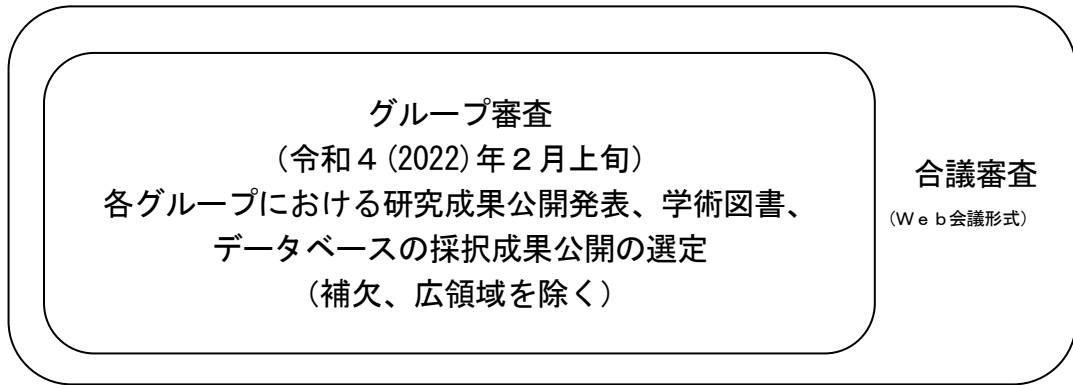 グループ審査
（令和４(2022)年２月上旬）
各グループにおける研究成果公開発表、学術図書、
データベースの採択成果公開の選定
（補欠、広領域を除く）
合議審査
（Ｗｅｂ会議形式）